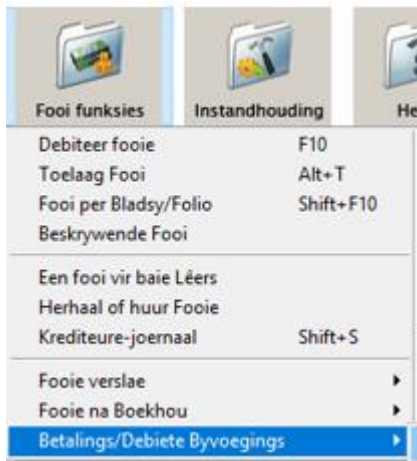 Fooi funksies Instandhouding He
Debiteer fooie F10
Toelaag Fooi Alt+T
Fooi per Bladsy/Folio Shift+F10
Beskrywende Fooi
Een fooi vir baie Lêers
Herhaal of huur Fooie
Krediteure-joernaal Shift+S
Fooie verslae
Fooie na Boekhou
Betalings/Debiete Byvoegings